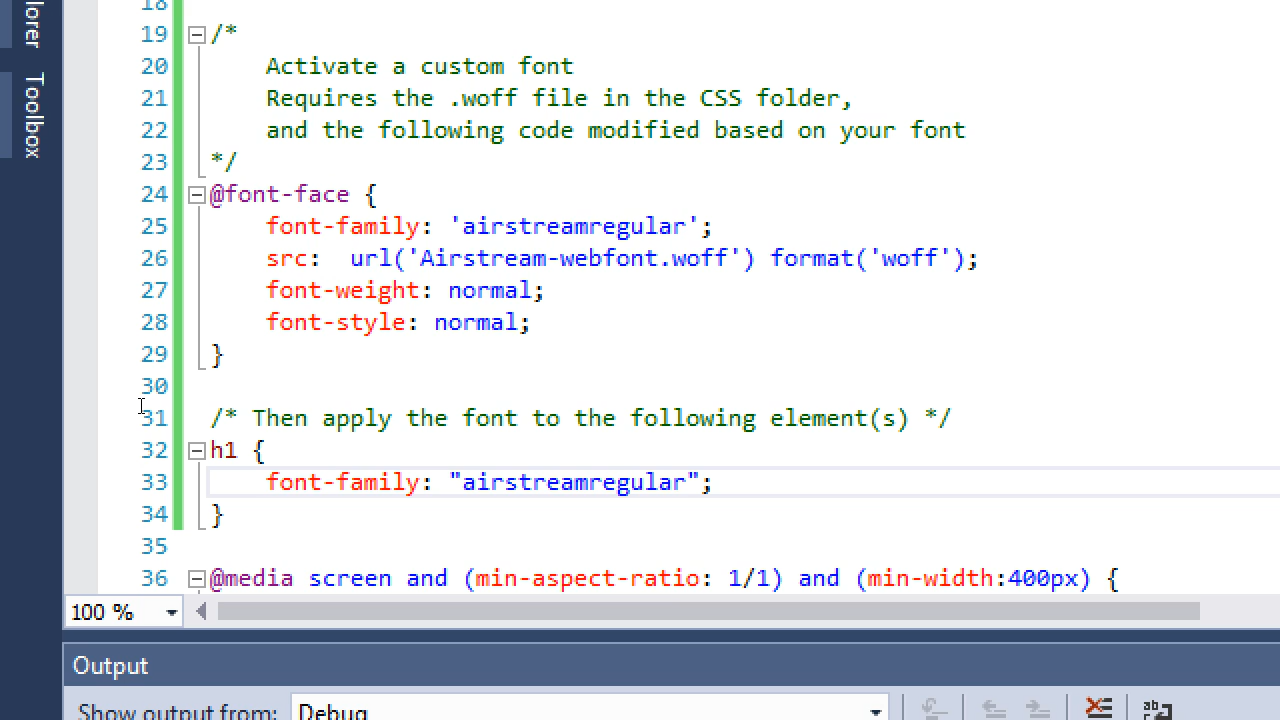 lorer
Toolbox
18
19 /*
20 Activate a custom font
21 Requires the .woff file in the CSS folder,
22 and the following code modified based on your font
23 */
24 @font-face {
25 font-family: 'airstreamregular';
26 src:  url('Airstream-webfont.woff') format('woff');
27 font-weight: normal;
28 font-style: normal;
29 }
30
31 /* Then apply the font to the following element(s) */
32 h1 {
33 font-family: "airstreamregular";
34 }
35
36 @media screen and (min-aspect-ratio: 1/1) and (min-width:400px) {
100 %
Output
Show output from: Debug